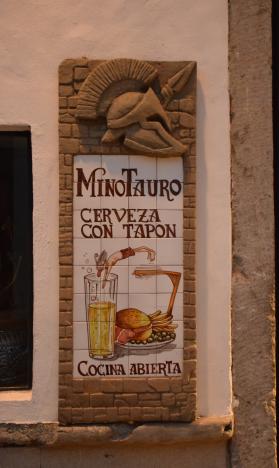 MINOTAURO
CERVEZA
CON TAPON
COCINA ABIERTA